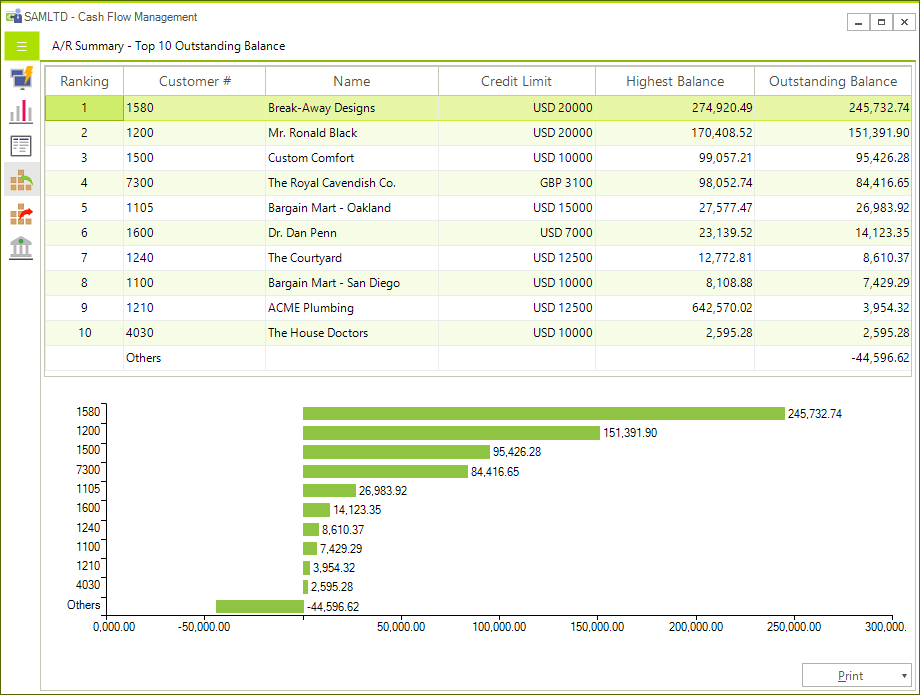 SAMLTD - Cash Flow Management
A/R Summary - Top 10 Outstanding Balance
Ranking Customer # Name Credit Limit Highest Balance Outstanding Balance
1 1580 Break-Away Designs USD 20000 274,920.49 245,732.74
2 1200 Mr. Ronald Black USD 20000 170,408.52 151,391.90
3 1500 Custom Comfort USD 10000 99,057.21 95,426.28
4 7300 The Royal Cavendish Co. GBP 3100 98,052.74 84,416.65
5 1105 Bargain Mart - Oakland USD 15000 27,577.47 26,983.92
6 1600 Dr. Dan Penn USD 7000 23,139.52 14,123.35
7 1240 The Courtyard USD 12500 12,772.81 8,610.37
8 1100 Bargain Mart - San Diego USD 10000 8,108.88 7,429.29
9 1210 ACME Plumbing USD 12500 642,570.02 3,954.32
10 4030 The House Doctors USD 10000 2,595.28 2,595.28
Others -44,596.62
1580 245,732.74
1200 151,391.90
1500 95,426.28
7300 84,416.65
1105 26,983.92
1600 14,123.35
1240 8,610.37
1100 7,429.29
1210 3,954.32
4030 2,595.28
Others -44,596.62
0,000.00 -50,000.00 50,000.00 100,000.00 150,000.00 200,000.00 250,000.00 300,000.
Print